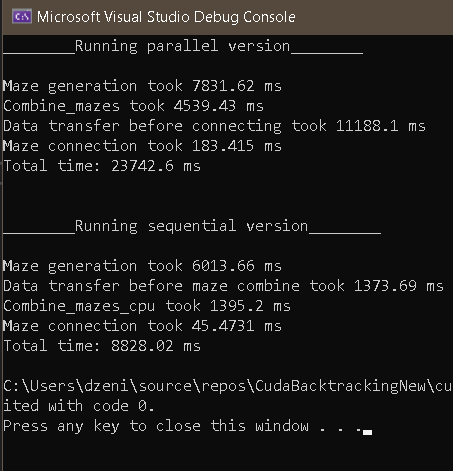 Microsoft Visual Studio Debug Console
________Running parallel version________
Maze generation took 7831.62 ms
Combine_mazes took 4539.43 ms
Data transfer before connecting took 11188.1 ms
Maze connection took 183.415 ms
Total time: 23742.6 ms
________Running sequential version________
Maze generation took 6013.66 ms
Data transfer before maze combine took 1373.69 ms
Combine_mazes_cpu took 1395.2 ms
Maze connection took 45.4731 ms
Total time: 8828.02 ms
C:\Users\dzeni\source\repos\CudaBacktrackingNew\cu
ited with code 0.
Press any key to close this window . . .